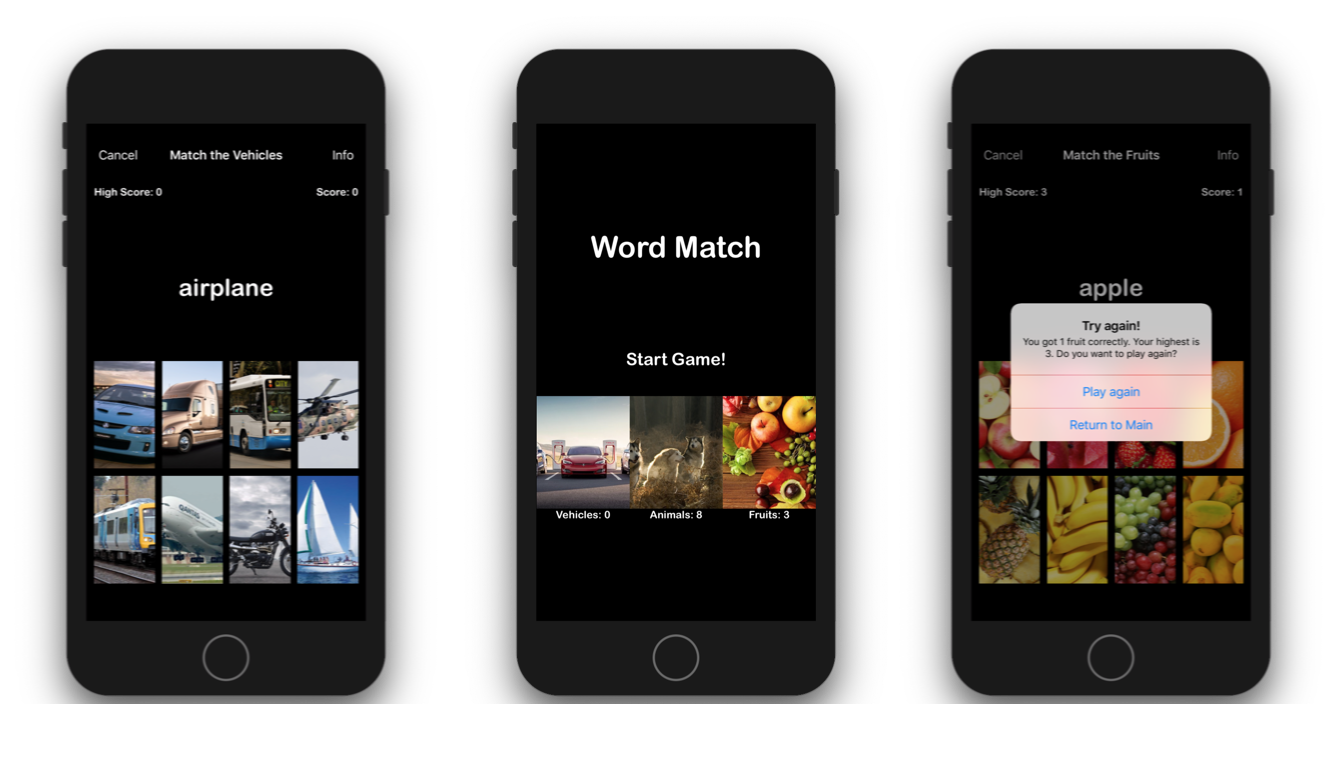 Cancel Match the Vehicles Info
High Score: 0 Score: 0
airplane
CITY
QANTAS
Word Match
Start Game!
Vehicles: 0 Animals: 8 Fruits: 3
Cancel Match the Fruits Info
High Score: 3 Score: 1
apple
Try again!
You got 1 fruit correctly. Your highest is
3. Do you want to play again?
Play again
Return to Main